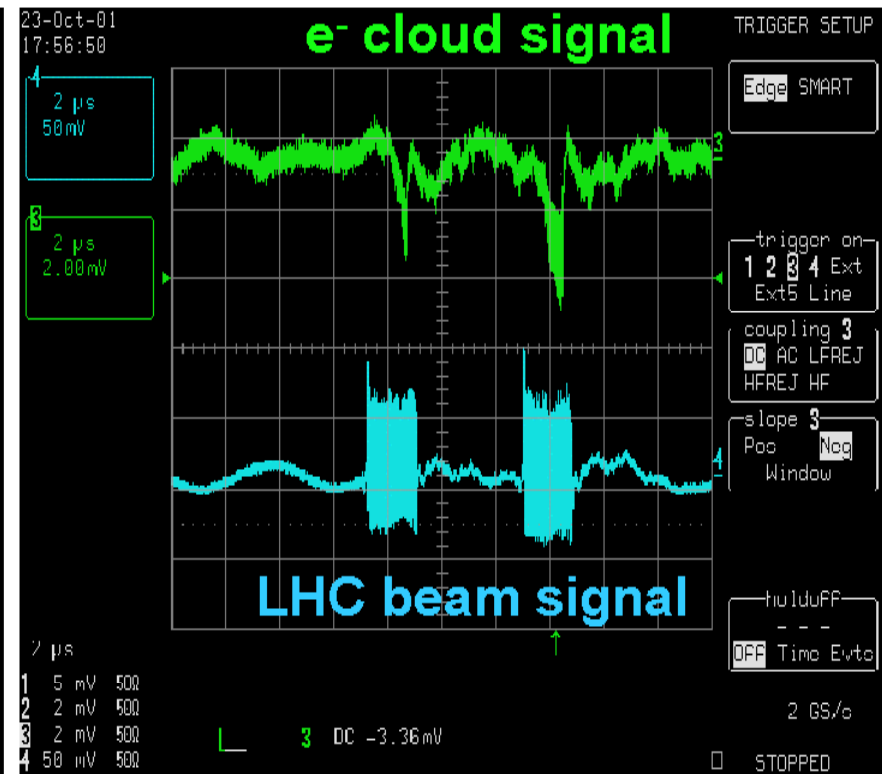 23-Oct-01
17:56:50
e- cloud signal
TRIGGER SETUP
4
2 µs
50mV
Edge SMART
3
3
2 µs
2.00mV
trigger on
1 2 3 4 Ext
Ext5 Line
coupling 3
DC AC LFREJ
HFREJ HF
slope 3
Pos Neg
Window
4
LHC beam signal
holdoff
- - -
OFF Time Evts
2 µs
1 5 mV 50Ω
2 2 mV 50Ω
3 2 mV 50Ω
4 50 mV 50Ω
3 DC -3.36mV
2 GS/s
STOPPED